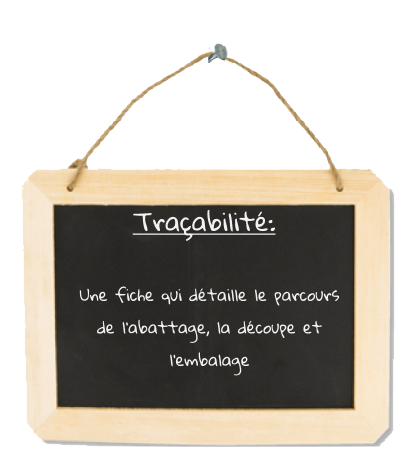 Traçabilité:
Une fiche qui détaille le parcours
de l'abattage, la découpe et
l'embalage